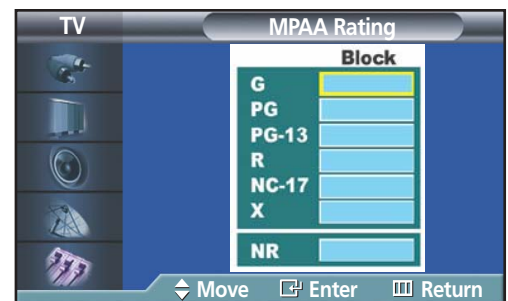 TV MPAA Rating
Block
G
PG
PG-13
R
NC-17
X
NR
Move Enter Return